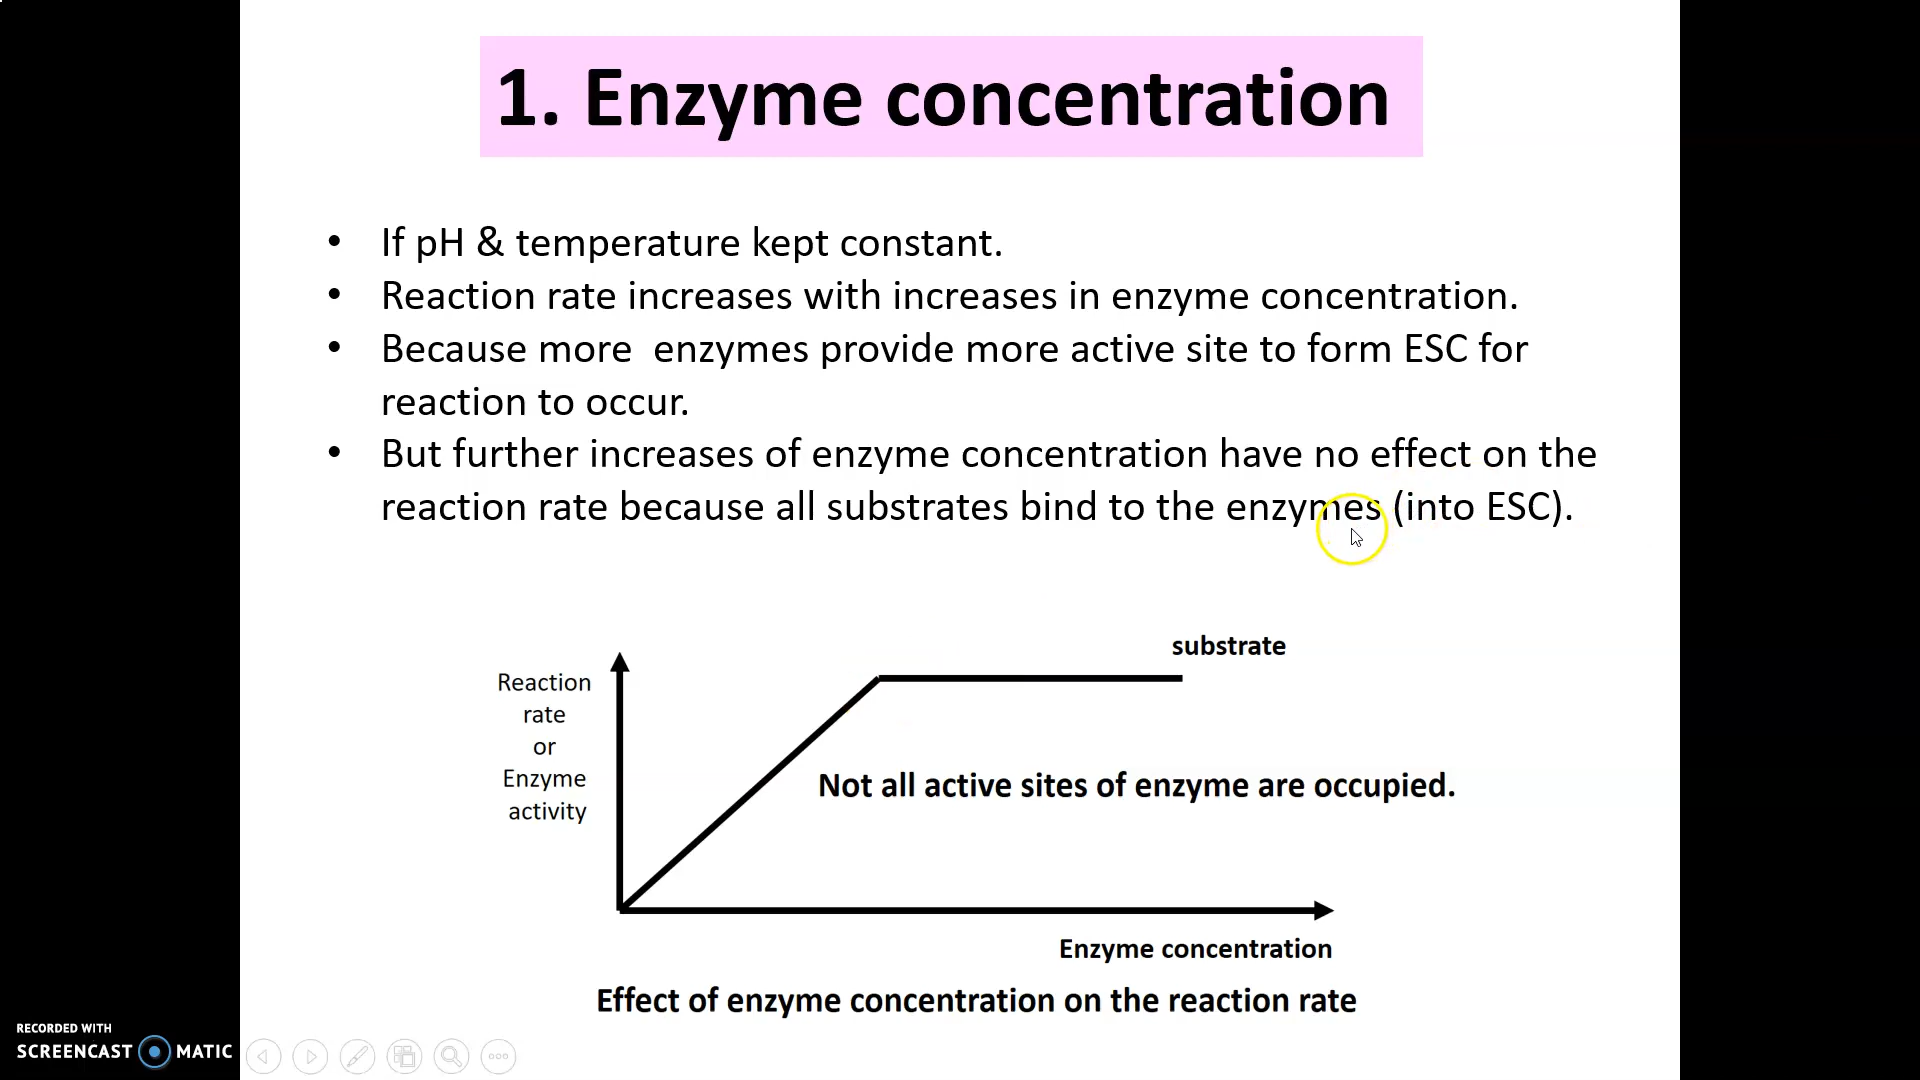 1. Enzyme concentration
• If pH & temperature kept constant.
• Reaction rate increases with increases in enzyme concentration.
• Because more  enzymes provide more active site to form ESC for
reaction to occur.
• But further increases of enzyme concentration have no effect on the
reaction rate because all substrates bind to the enzymes (into ESC).
substrate
Reaction
rate
or
Enzyme
activity
Not all active sites of enzyme are occupied.
Enzyme concentration
Effect of enzyme concentration on the reaction rate
RECORDED WITH
SCREENCAST MATIC